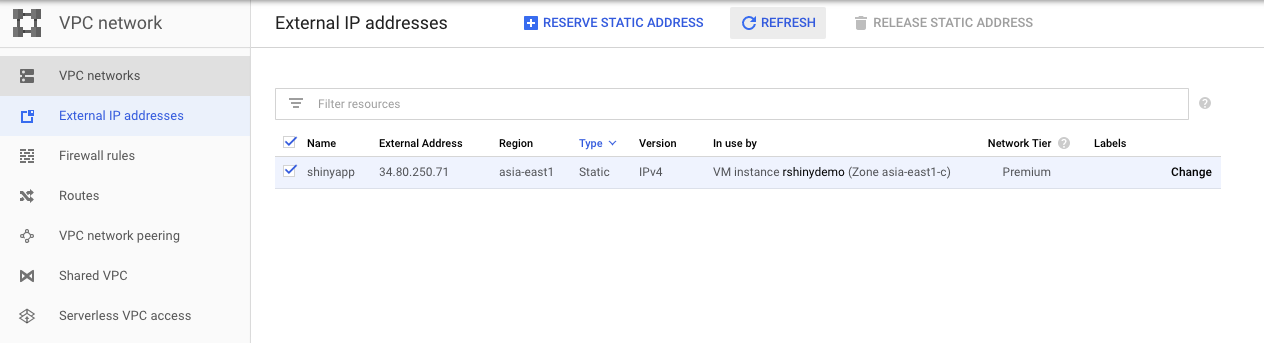 VPC network
External IP addresses
RESERVE STATIC ADDRESS
REFRESH
RELEASE STATIC ADDRESS
VPC networks
External IP addresses
Firewall rules
Routes
VPC network peering
Shared VPC
Serverless VPC access
Filter resources
Name External Address Region Type Version In use by Network Tier Labels
shinyapp 34.80.250.71 asia-east1 Static IPv4 VM instance rshinydemo (Zone asia-east1-c) Premium Change